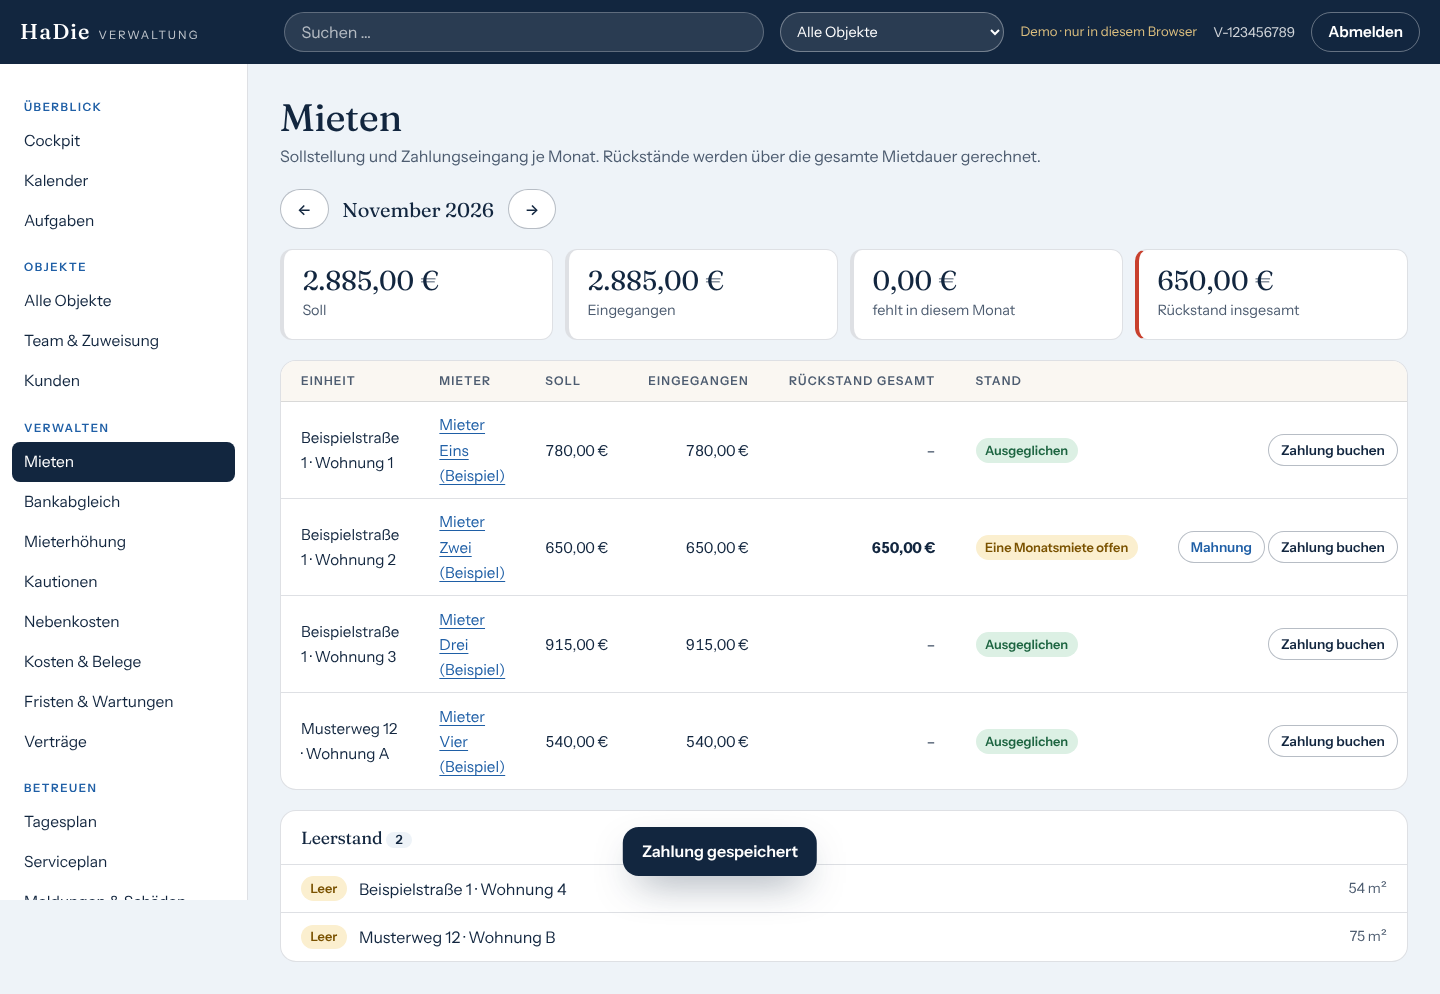 HaDie VERWALTUNG
Suchen ...
Alle Objekte
Demo · nur in diesem Browser
V-123456789
Abmelden
ÜBERBLICK
Cockpit
Kalender
Aufgaben
OBJEKTE
Alle Objekte
Team & Zuweisung
Kunden
VERWALTEN
Mieten
Bankabgleich
Mieterhöhung
Kautionen
Nebenkosten
Kosten & Belege
Fristen & Wartungen
Verträge
BETREUEN
Tagesplan
Serviceplan
Meldungen & Schäden
Mieten
Sollstellung und Zahlungseingang je Monat. Rückstände werden über die gesamte Mietdauer gerechnet.
← November 2026 →
2.885,00 €
Soll
2.885,00 €
Eingegangen
0,00 €
fehlt in diesem Monat
650,00 €
Rückstand insgesamt
EINHEIT MIETER SOLL EINGEGANGEN RÜCKSTAND GESAMT STAND
Beispielstraße
1 · Wohnung 1
Mieter
Eins
(Beispiel)
780,00 € 780,00 € – Ausgeglichen Zahlung buchen
Beispielstraße
1 · Wohnung 2
Mieter
Zwei
(Beispiel)
650,00 € 650,00 € 650,00 € Eine Monatsmiete offen Mahnung Zahlung buchen
Beispielstraße
1 · Wohnung 3
Mieter
Drei
(Beispiel)
915,00 € 915,00 € – Ausgeglichen Zahlung buchen
Musterweg 12
· Wohnung A
Mieter
Vier
(Beispiel)
540,00 € 540,00 € – Ausgeglichen Zahlung buchen
Leerstand 2
Zahlung gespeichert
Leer Beispielstraße 1 · Wohnung 4 54 m²
Leer Musterweg 12 · Wohnung B 75 m²